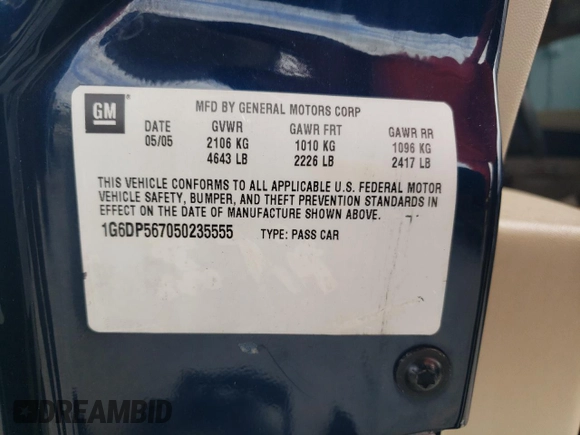 GM
MFD BY GENERAL MOTORS CORP
DATE GVWR GAWR FRT GAWR RR
05/05 2106 KG 1010 KG 1096 KG
4643 LB 2226 LB 2417 LB
THIS VEHICLE CONFORMS TO ALL APPLICABLE U.S. FEDERAL MOTOR
VEHICLE SAFETY, BUMPER, AND THEFT PREVENTION STANDARDS IN
EFFECT ON THE DATE OF MANUFACTURE SHOWN ABOVE.
1G6DP567050235555 TYPE: PASS CAR
DREAMBID